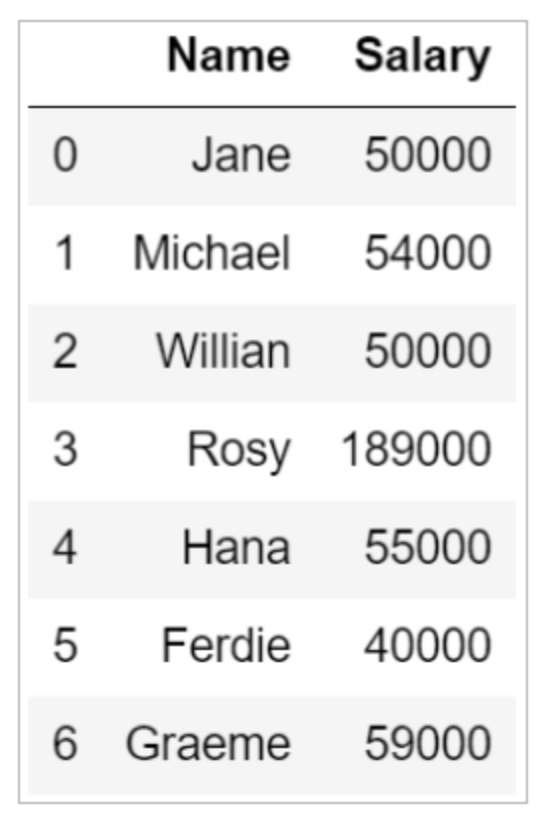 Name Salary
0 Jane 50000
1 Michael 54000
2 Willian 50000
3 Rosy 189000
4 Hana 55000
5 Ferdie 40000
6 Graeme 59000